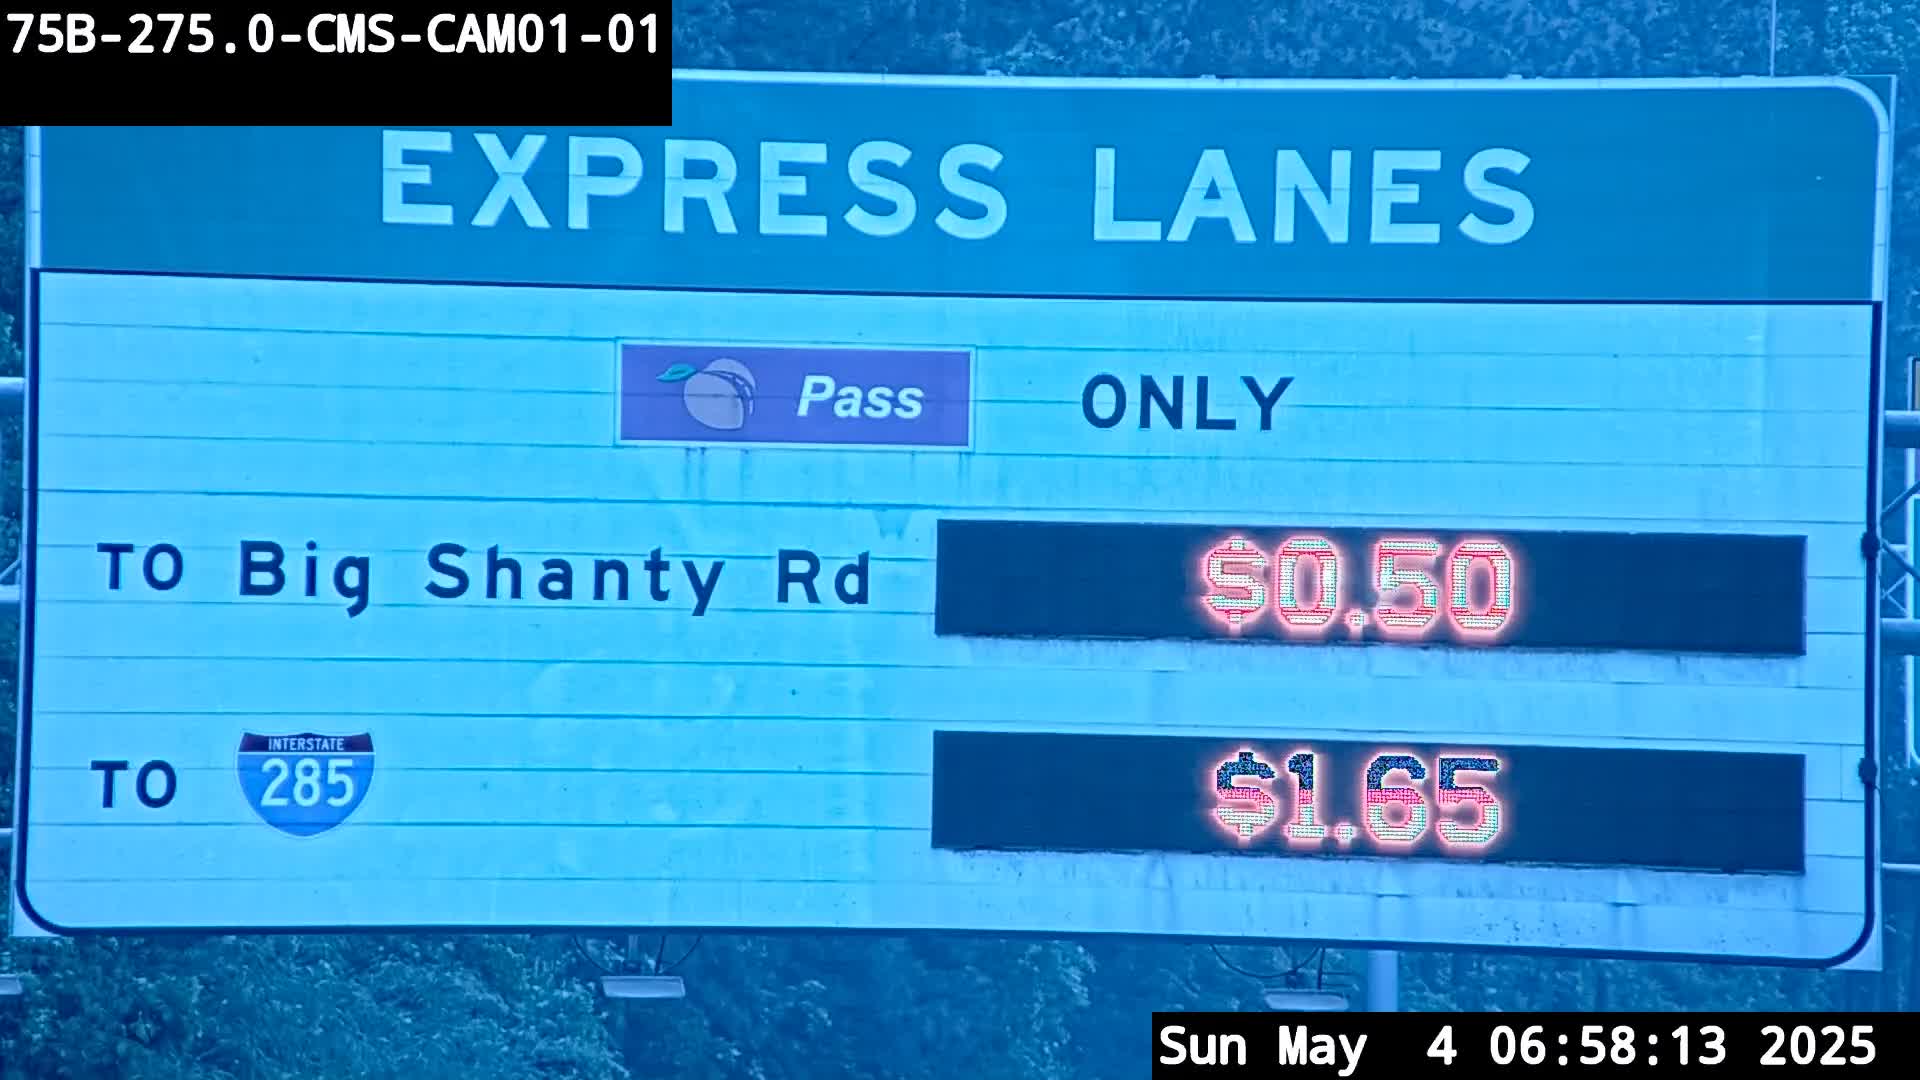 75B-275.0-CMS-CAM01-01
EXPRESS LANES
Pass ONLY
TO Big Shanty Rd $0.50
TO INTERSTATE 285 $1.65
Sun May 4 06:58:13 2025